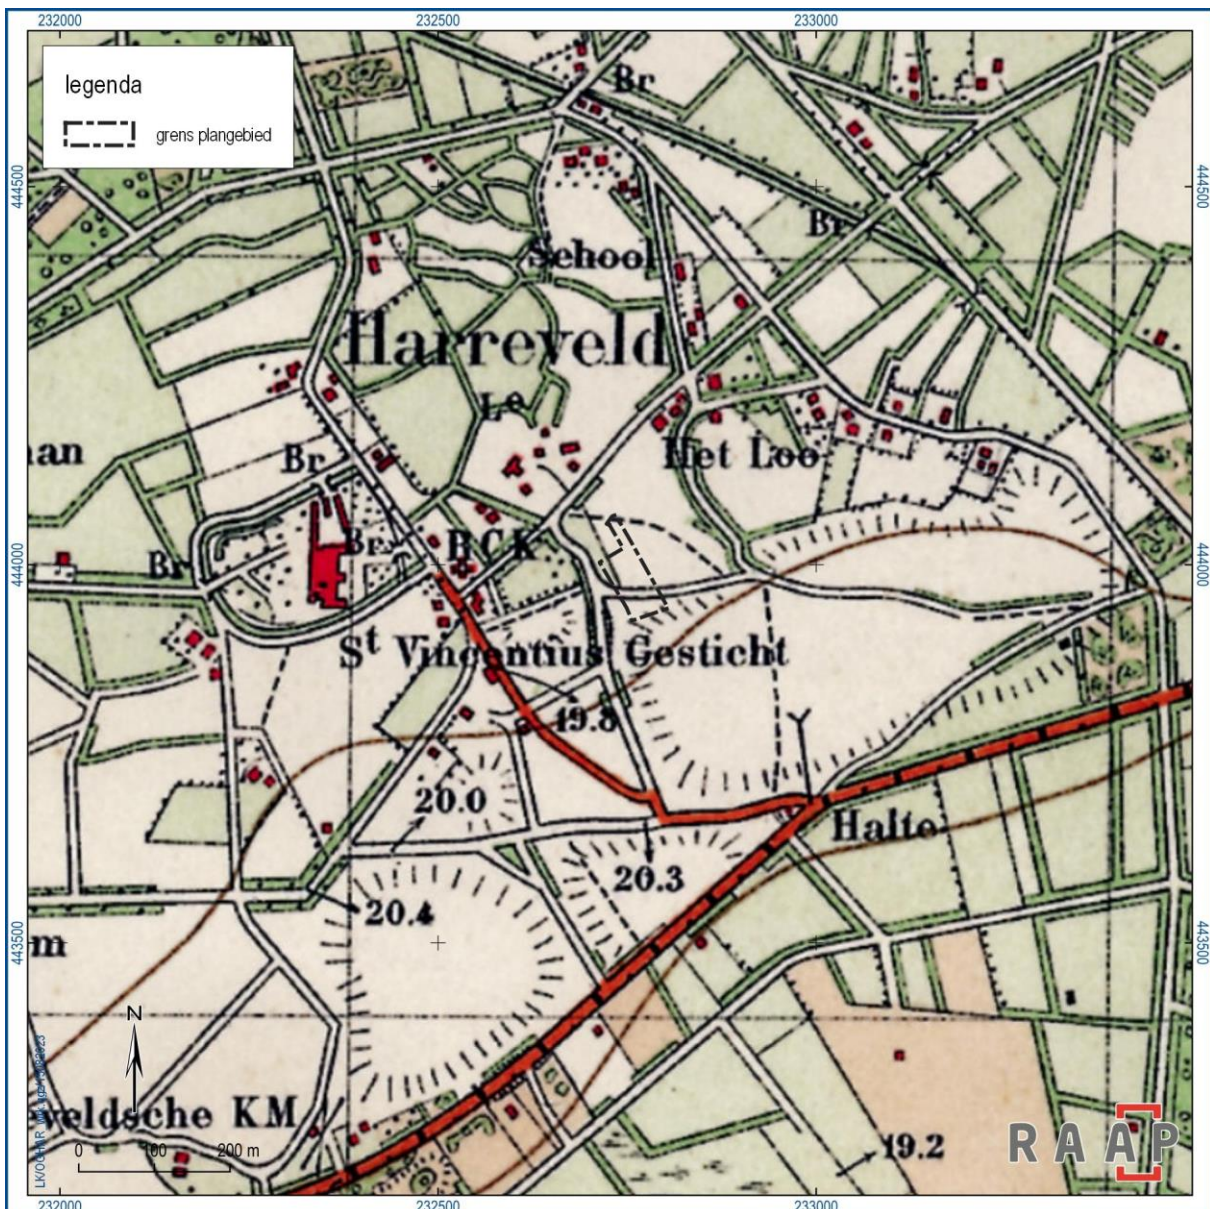 232000 232500 233000
legenda
grens plangebied
Br
444500
444500
Br
School
Harreveld
Le
Het Loo
aan
Br
Br
R C K
Br
444000
444000
St Vincentius Gesticht
19.8
20.0
Halte
20.3
20.4
m
443500
443500
N
veldsche KM
0 100 200 m
19.2
RAAP
232000 232500 233000